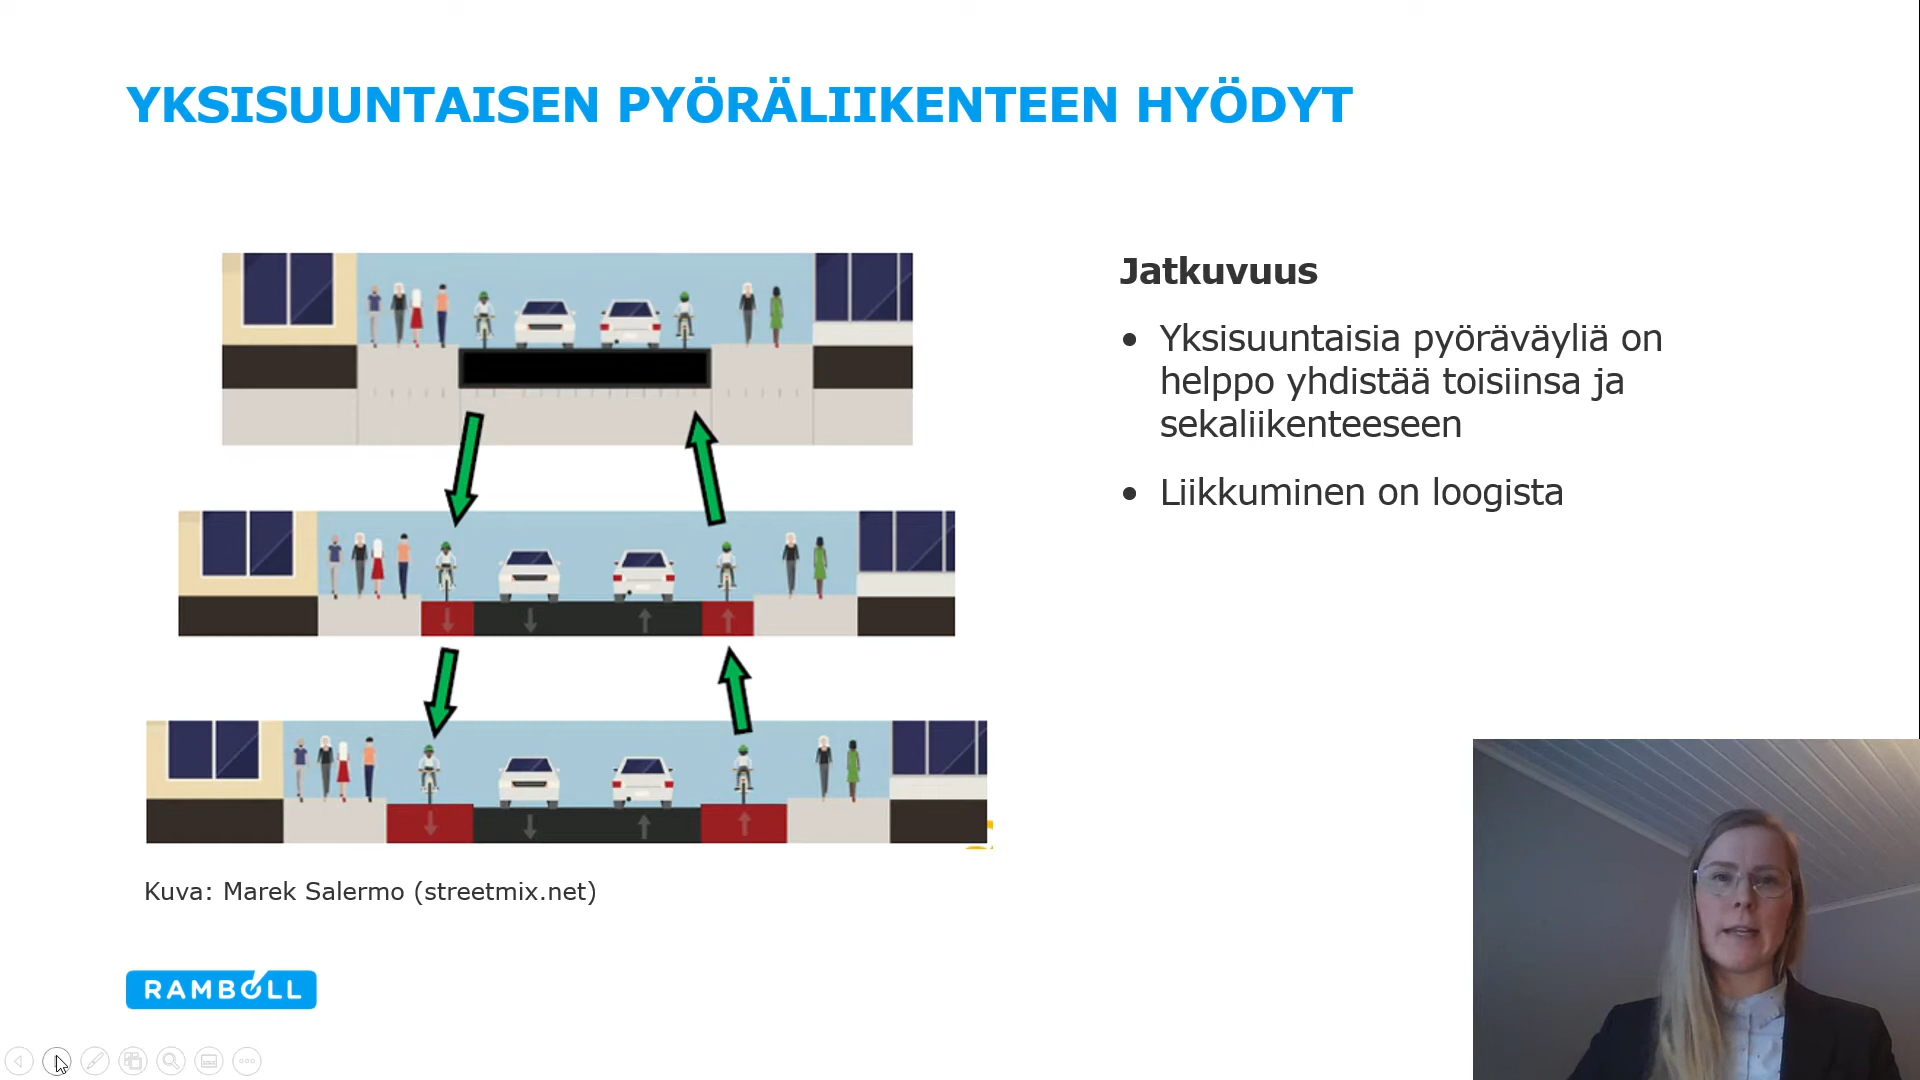 YKSISUUNTAISEN PYÖRÄLIIKENTEEN HYÖDYT
Jatkuvuus
• Yksisuuntaisia pyöräväyliä on
helppo yhdistää toisiinsa ja
sekaliikenteeseen
• Liikkuminen on loogista
Kuva: Marek Salermo (streetmix.net)
RAMBOLL